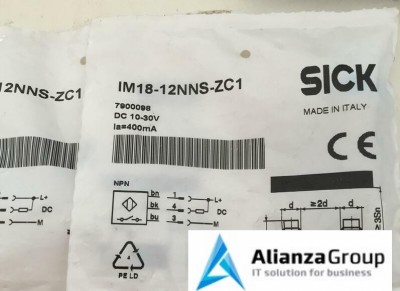 12NNS-ZC1
IM18-12NNS-ZC1
7900098
DC 10-30V
Ia=400mA
SICK
MADE IN ITALY
CE
NPN
bn 1 L+
bk 4 DC
bu 3 M
d ≥2d d
≥3Sn
PE LD
AlianzaGroup
IT solution for business